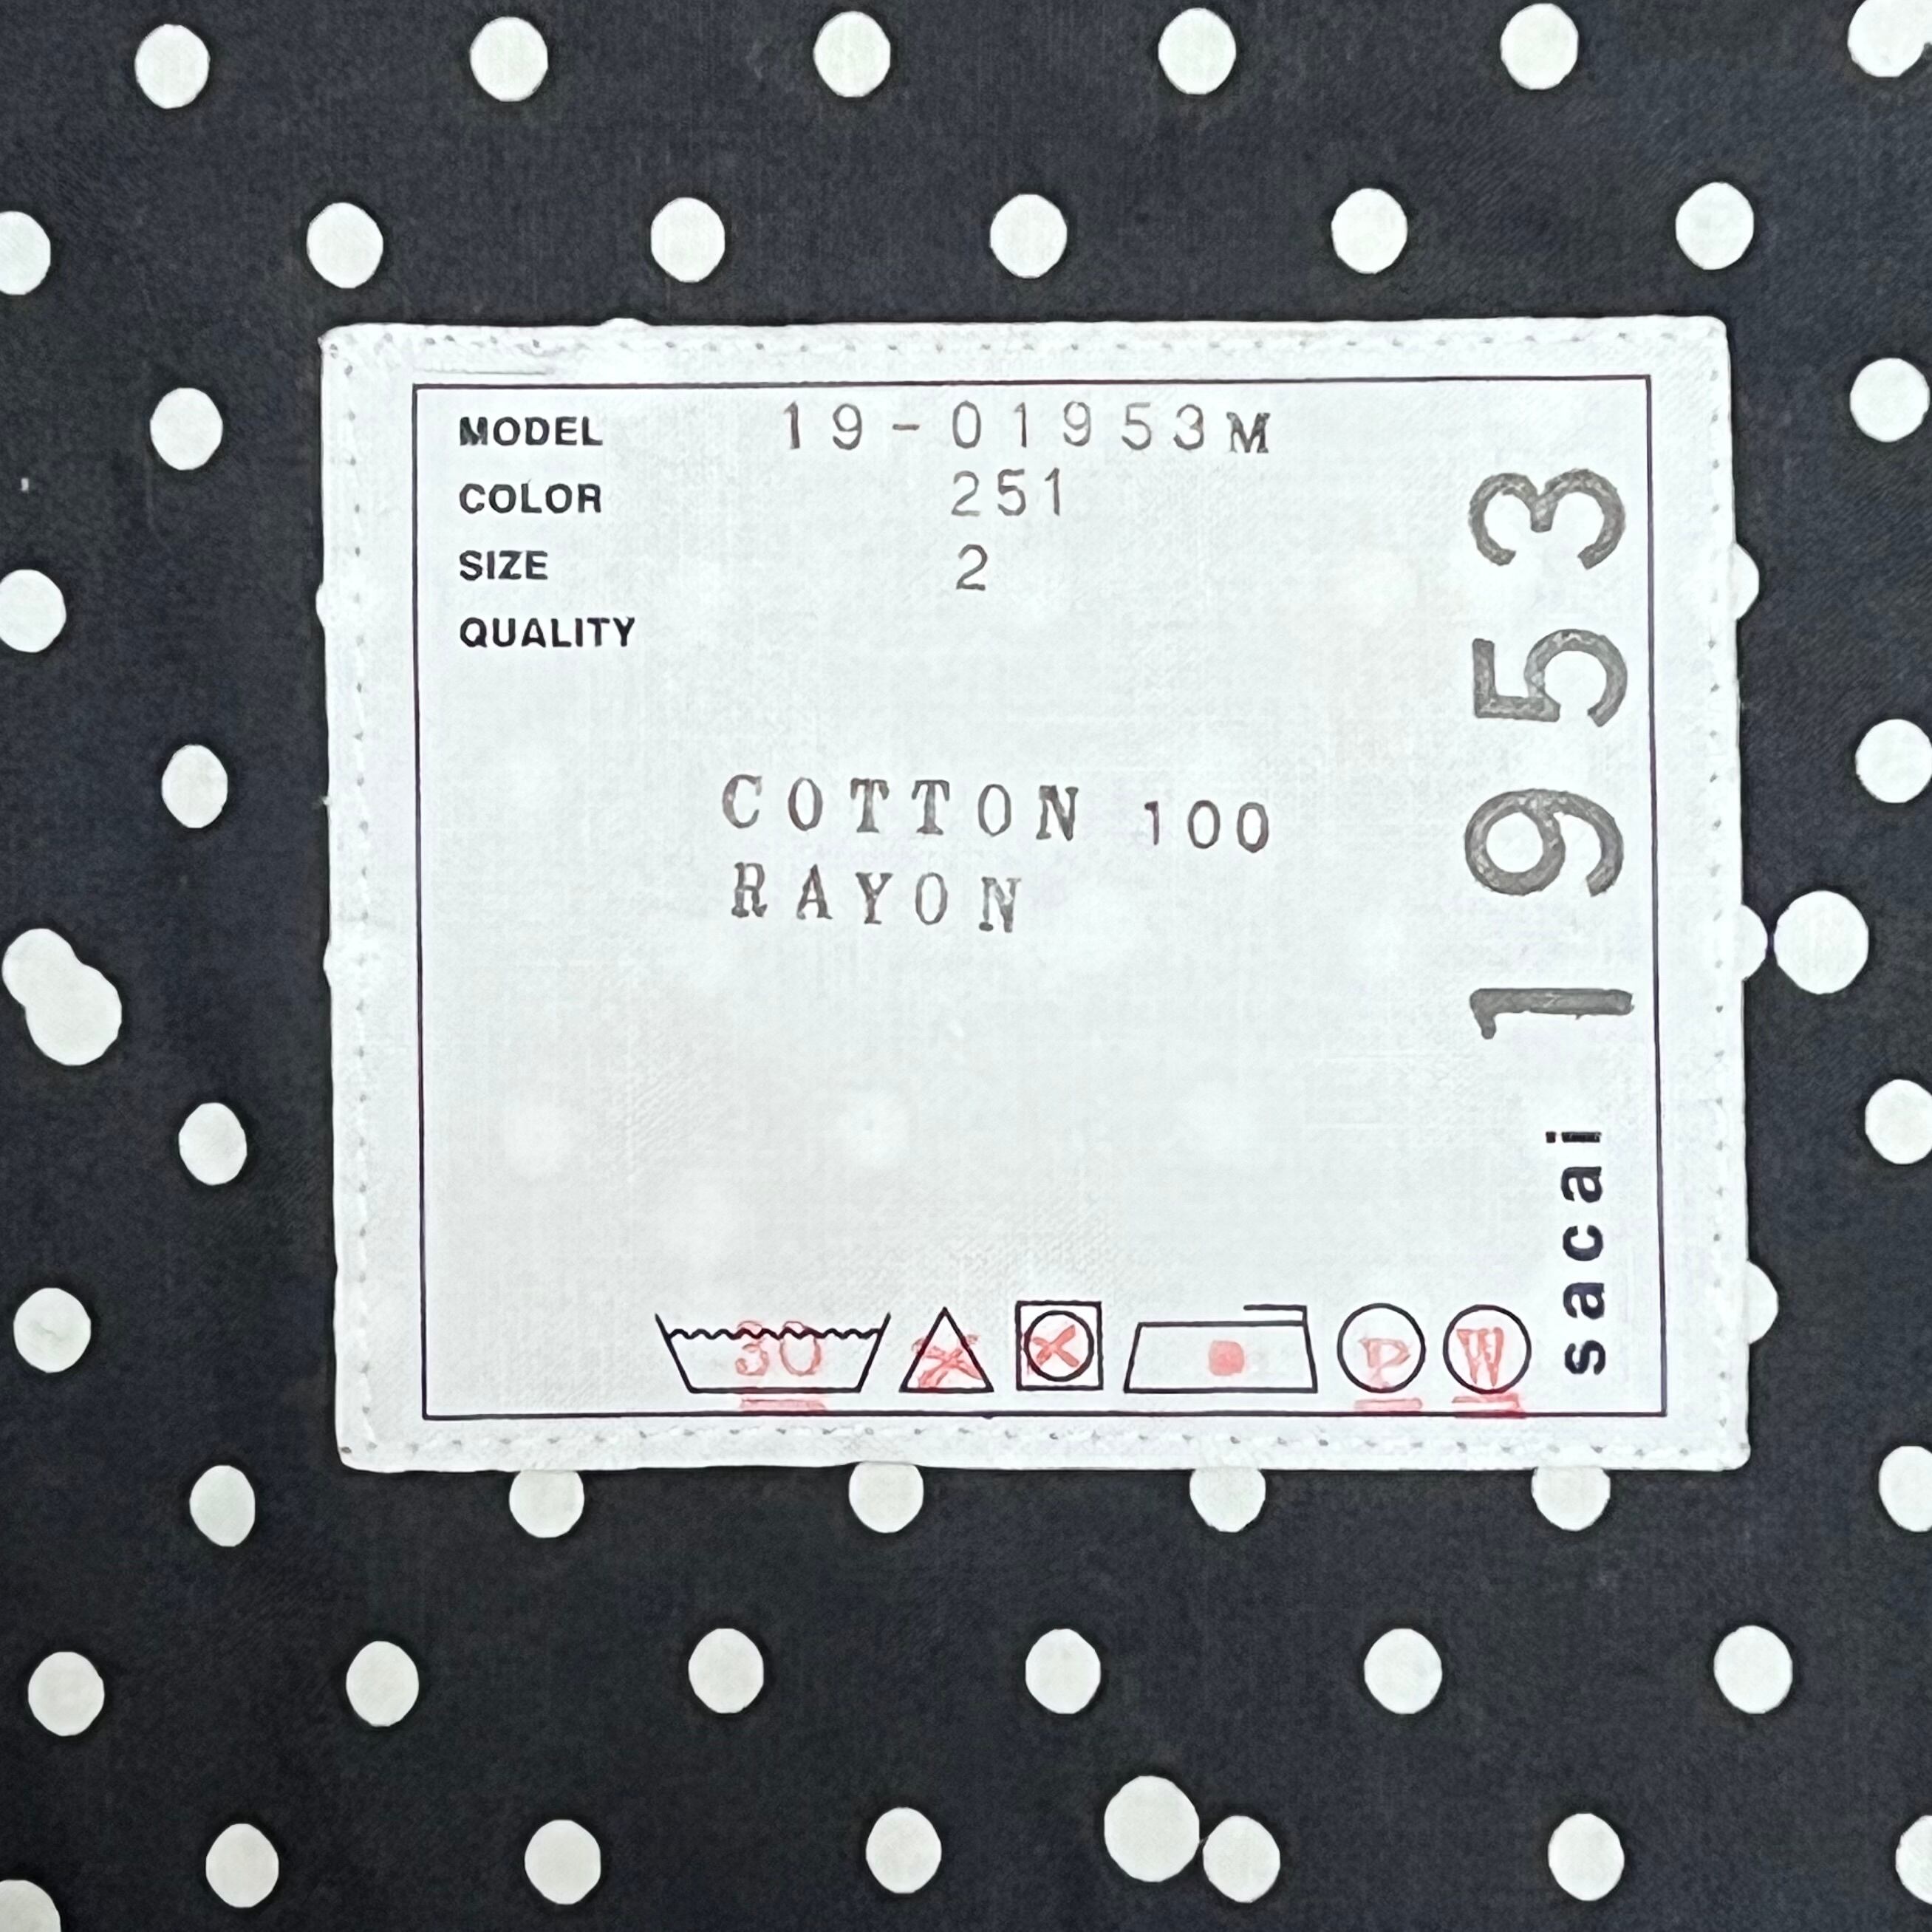 MODEL 19-01953M
COLOR 251
SIZE 2
QUALITY
COTTON 100
RAYON
30
P W
sacai 1953